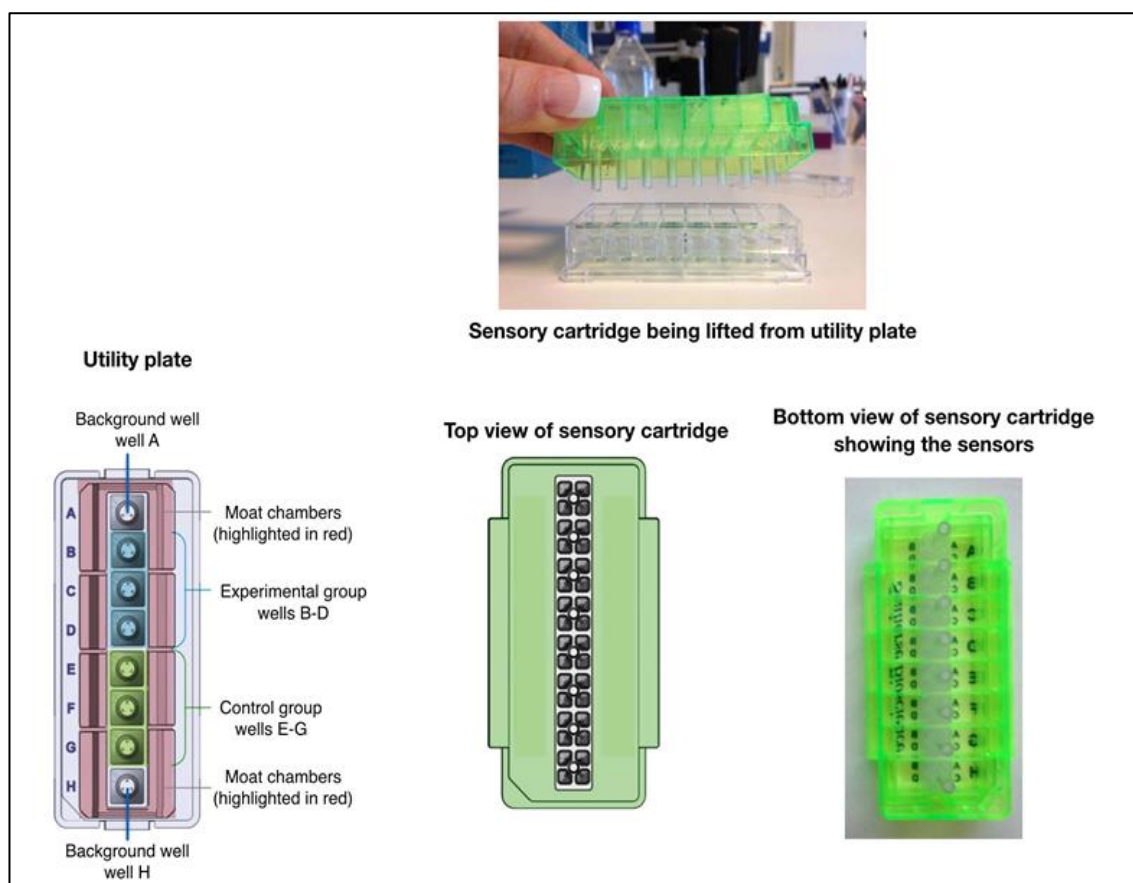 Sensory cartridge being lifted from utility plate
Utility plate
Background well
well A
A
B
C
D
E
F
G
H
Moat chambers
(highlighted in red)
Experimental group
wells B-D
Control group
wells E-G
Moat chambers
(highlighted in red)
Background well
well H
Top view of sensory cartridge
Bottom view of sensory cartridge
showing the sensors